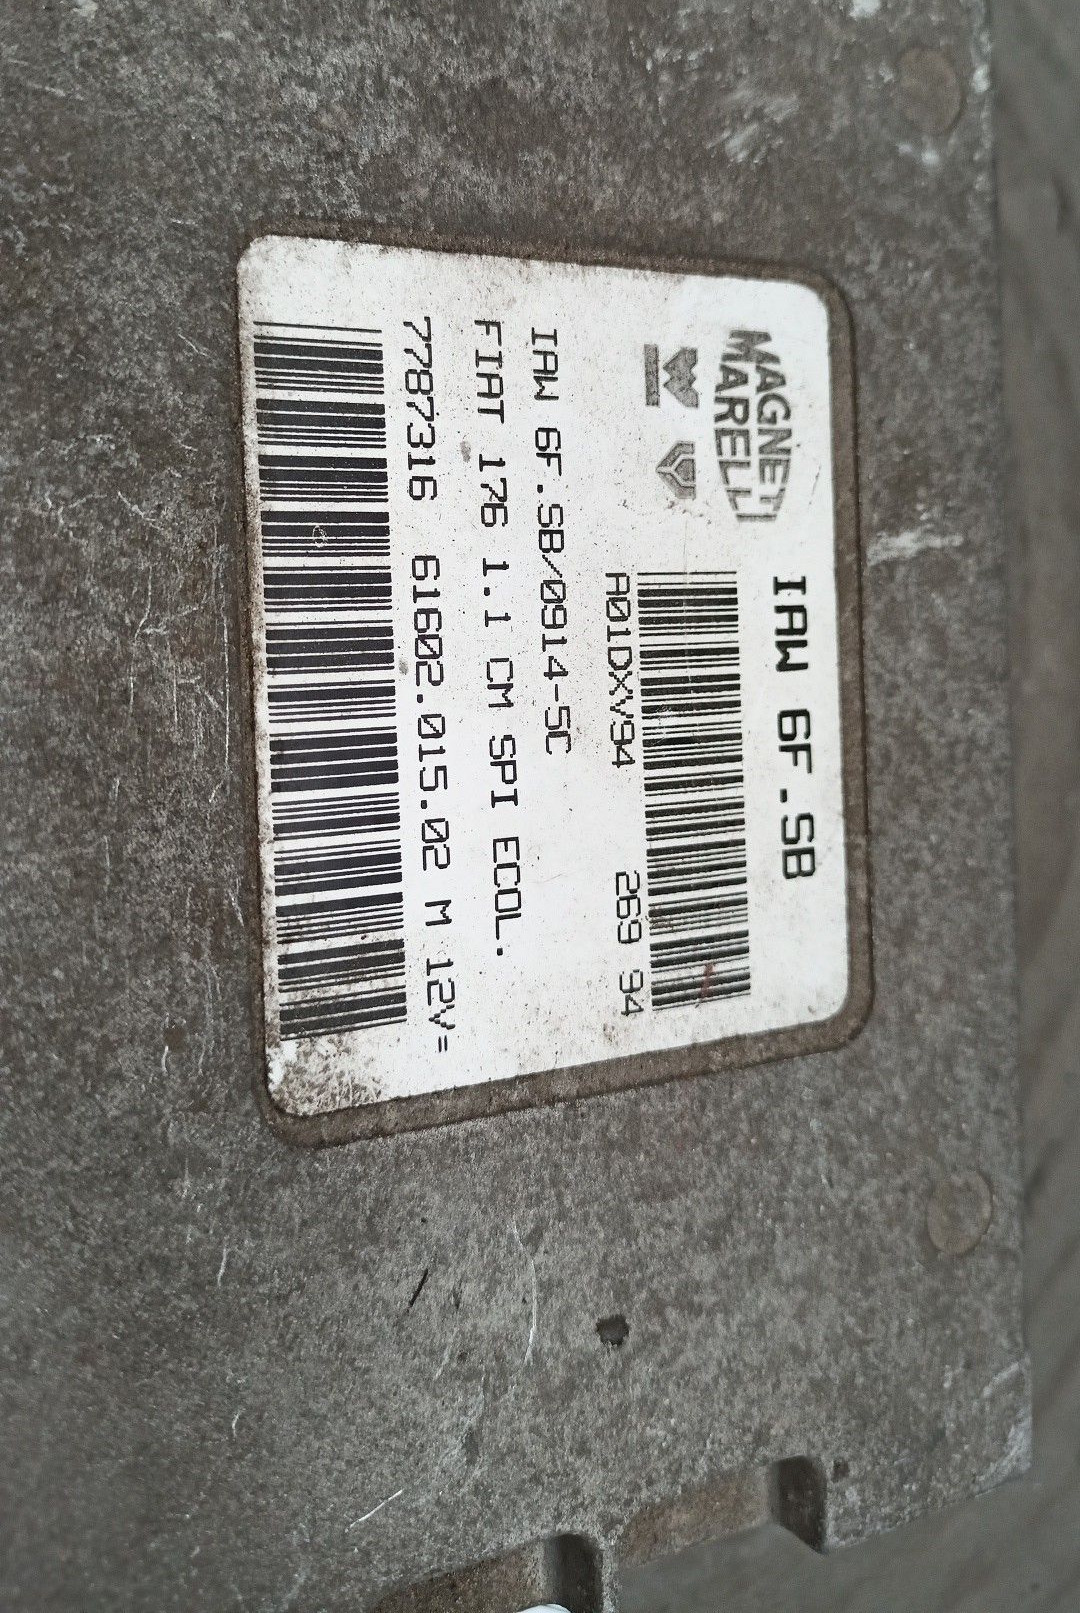 MAGNETI
MARELLI
IAW 6F.SB
A01DXV94 269 94
IAW 6F.SB/0914-5C
FIAT 176 1.1 CM SPI ECOL.
7787316 61602.015.02 M 12V=